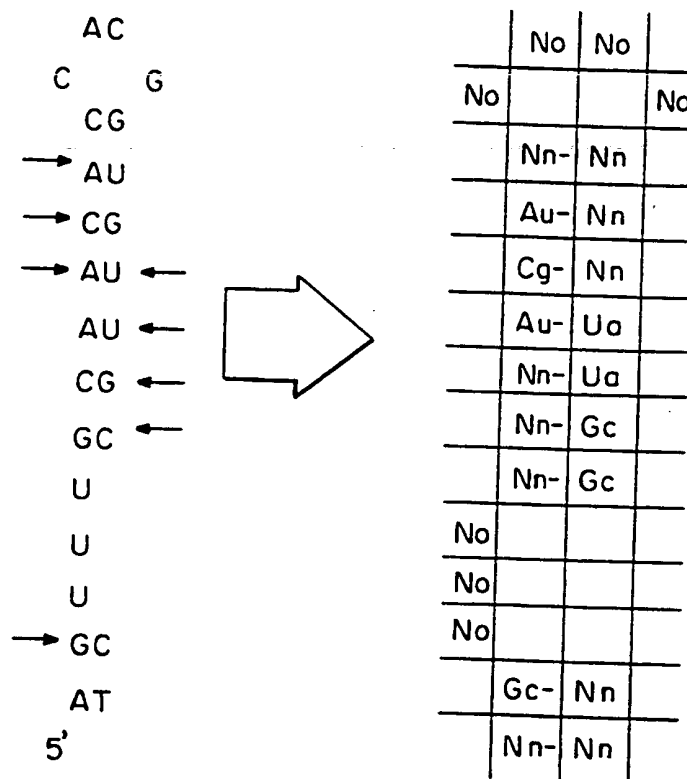 AC
C G
CG
AU
CG
AU
AU
CG
GC
U
U
U
GC
AT
5'
No No
No No
Nn- Nn
Au- Nn
Cg- Nn
Au- Ua
Nn- Ua
Nn- Gc
Nn- Gc
No
No
No
Gc- Nn
Nn- Nn